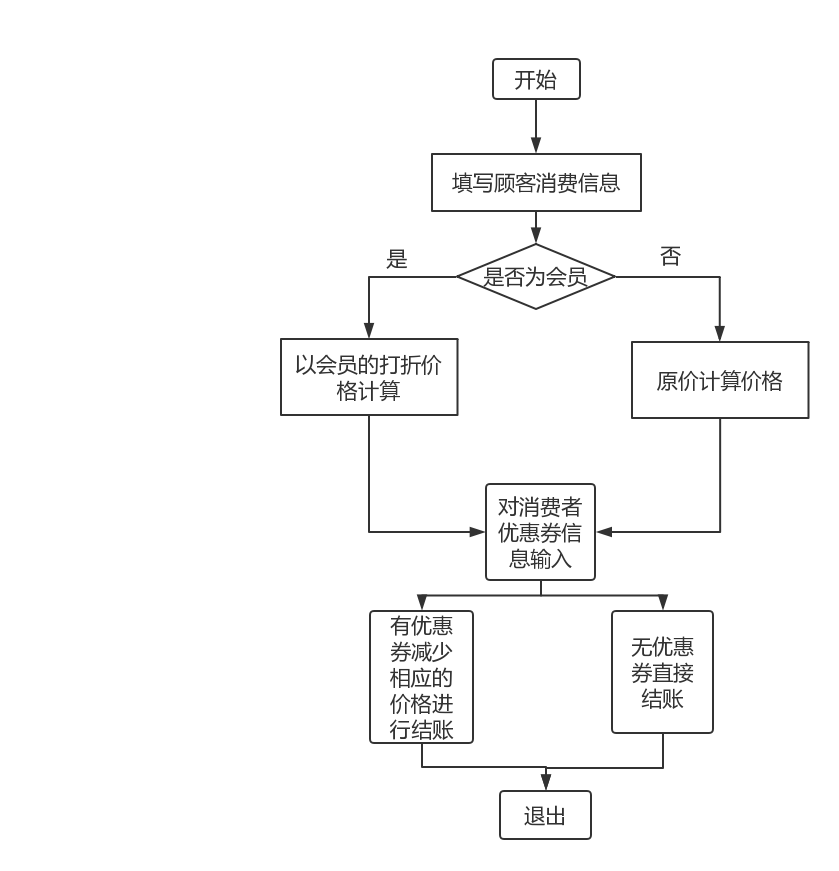 开始
填写顾客消费信息
是
否
是否为会员
以会员的打折价
格计算
原价计算价格
对消费者
优惠券信
息输入
有优惠
券减少
相应的
价格进
行结账
无优惠
券直接
结账
退出